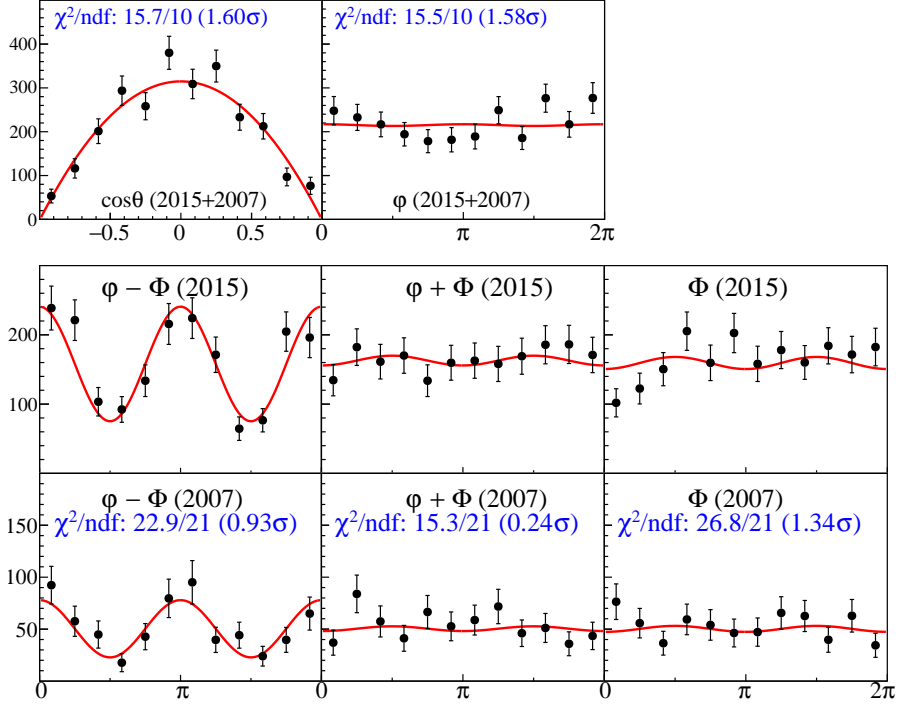 χ²/ndf: 15.7/10 (1.60σ)
χ²/ndf: 15.5/10 (1.58σ)
400
300
200
100
0
cosθ (2015+2007)
φ (2015+2007)
−0.5
0
0.5
0
π
2π
φ − Φ (2015)
φ + Φ (2015)
Φ (2015)
200
100
φ − Φ (2007)
φ + Φ (2007)
Φ (2007)
χ²/ndf: 22.9/21 (0.93σ)
χ²/ndf: 15.3/21 (0.24σ)
χ²/ndf: 26.8/21 (1.34σ)
150
100
50
0
0
π
0
π
0
π
2π